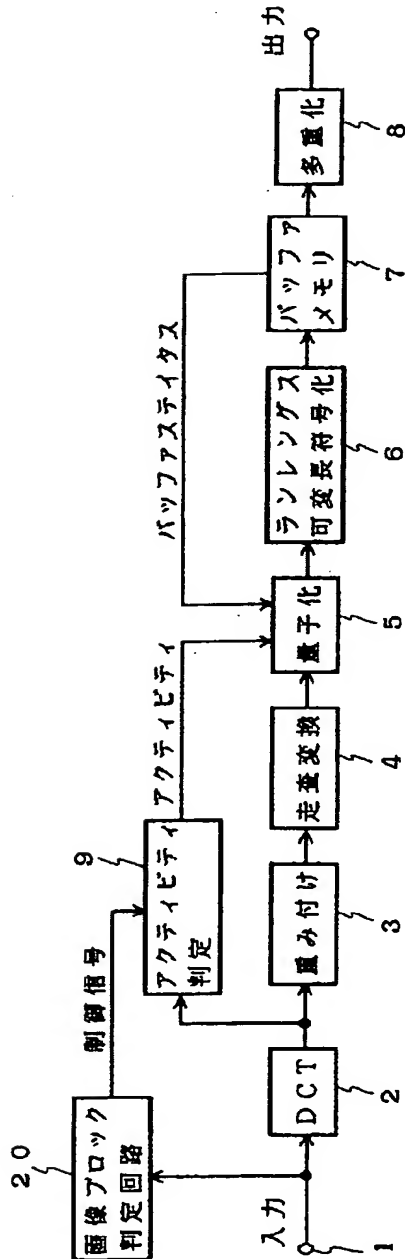 20
画像ブロック
判定回路
制御信号
9
アクティビティ
判定
アクティビティ
バッファステイタス
入力
1
DCT
2
重み付け
3
走査変換
4
量子化
5
ランレングス
可変長符号化
6
バッファ
メモリ
7
多重化
8
出力